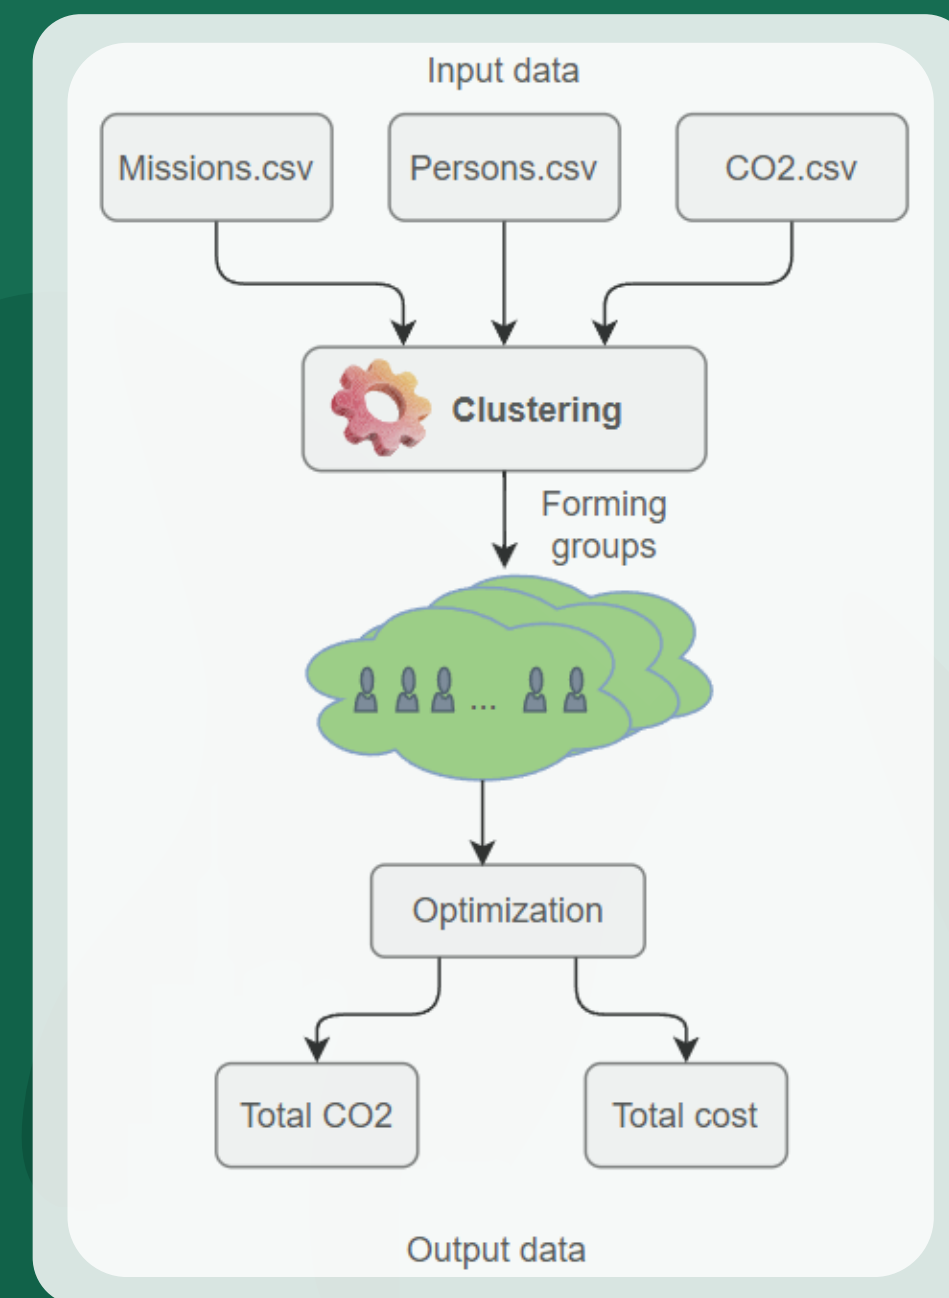 Input data
Missions.csv
Persons.csv
CO2.csv
Clustering
Forming
groups
...
Optimization
Total CO2
Total cost
Output data